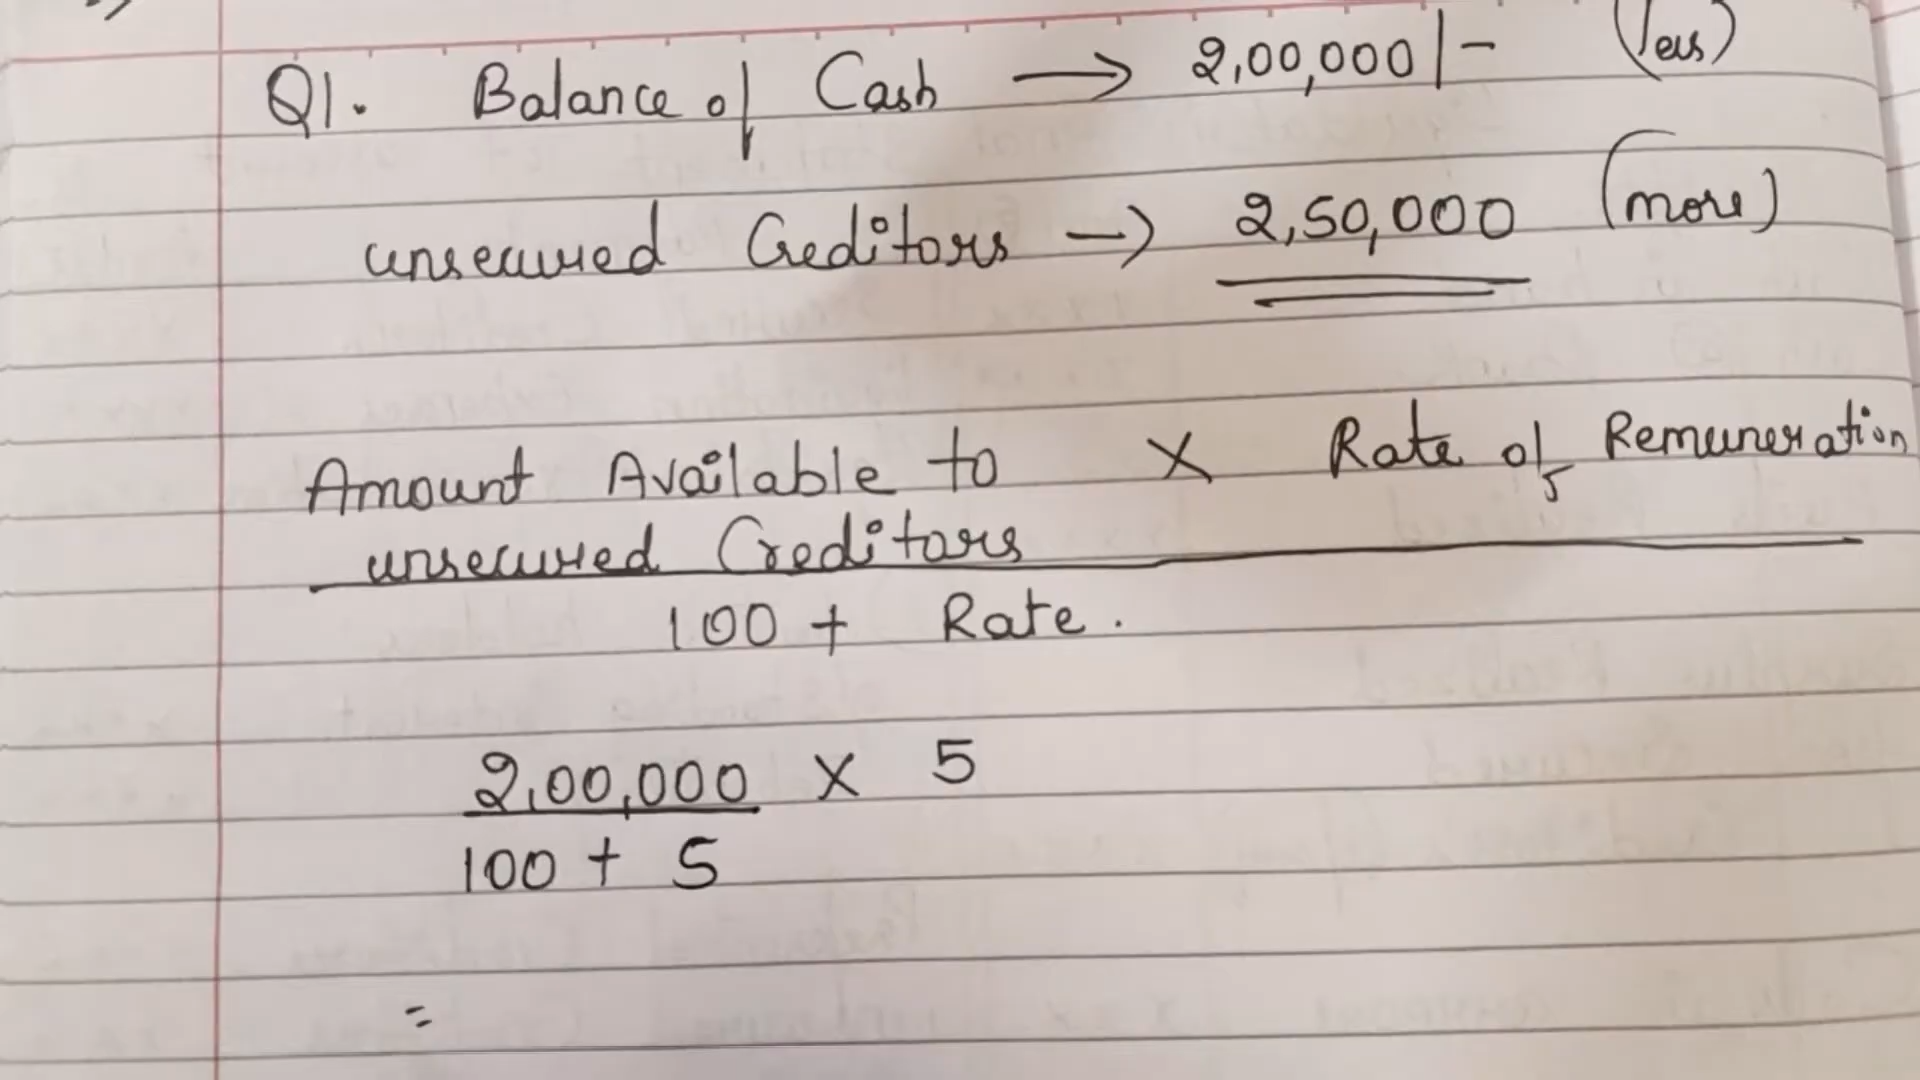 Q1. Balance of Cash → 2,00,000/- (less)
unsecured Creditors → 2,50,000 (more)
Amount Available to × Rate of Remuneration
unsecured Creditors
100 + Rate.
2,00,000 × 5
100 + 5
=